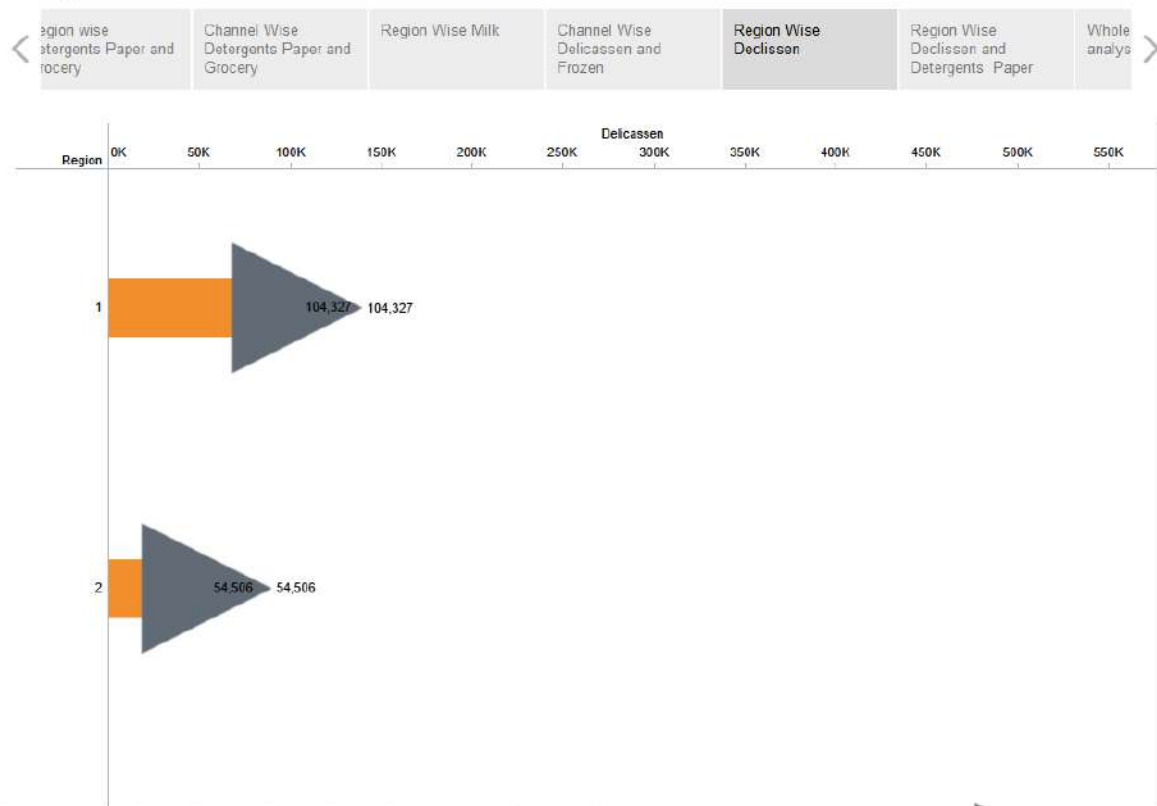 egion wise
etergents Paper and
rocery
Channel Wise
Detergents Paper and
Grocery
Region Wise Milk
Channel Wise
Delicassen and
Frozen
Region Wise
Declissen
Region Wise
Declissen and
Detergents Paper
Whole
analys
Delicassen
Region 0K 50K 100K 150K 200K 250K 300K 350K 400K 450K 500K 550K
1 104,327 104,327
2 54,506 54,506